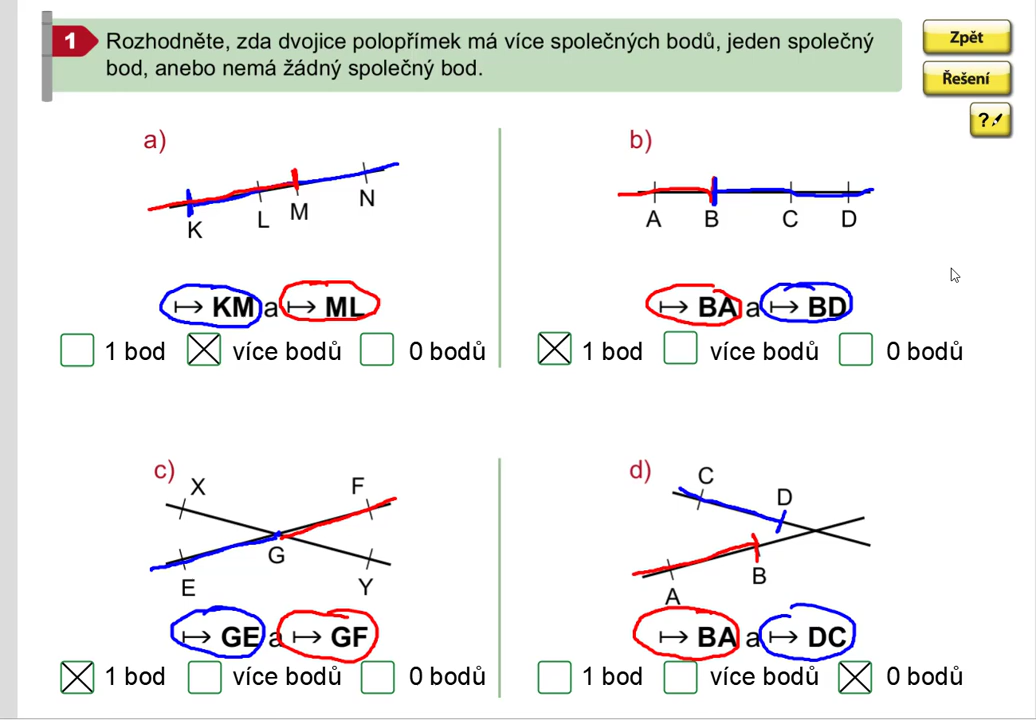 1 Rozhodněte, zda dvojice polopřímek má více společných bodů, jeden společný
bod, anebo nemá žádný společný bod.
Zpět
Řešení
?
a)
K L M N
↦ KM a ↦ ML
1 bod více bodů 0 bodů
b)
A B C D
↦ BA a ↦ BD
1 bod více bodů 0 bodů
c)
X F
G
E Y
↦ GE a ↦ GF
1 bod více bodů 0 bodů
d)
C
D
B
A
↦ BA a ↦ DC
1 bod více bodů 0 bodů